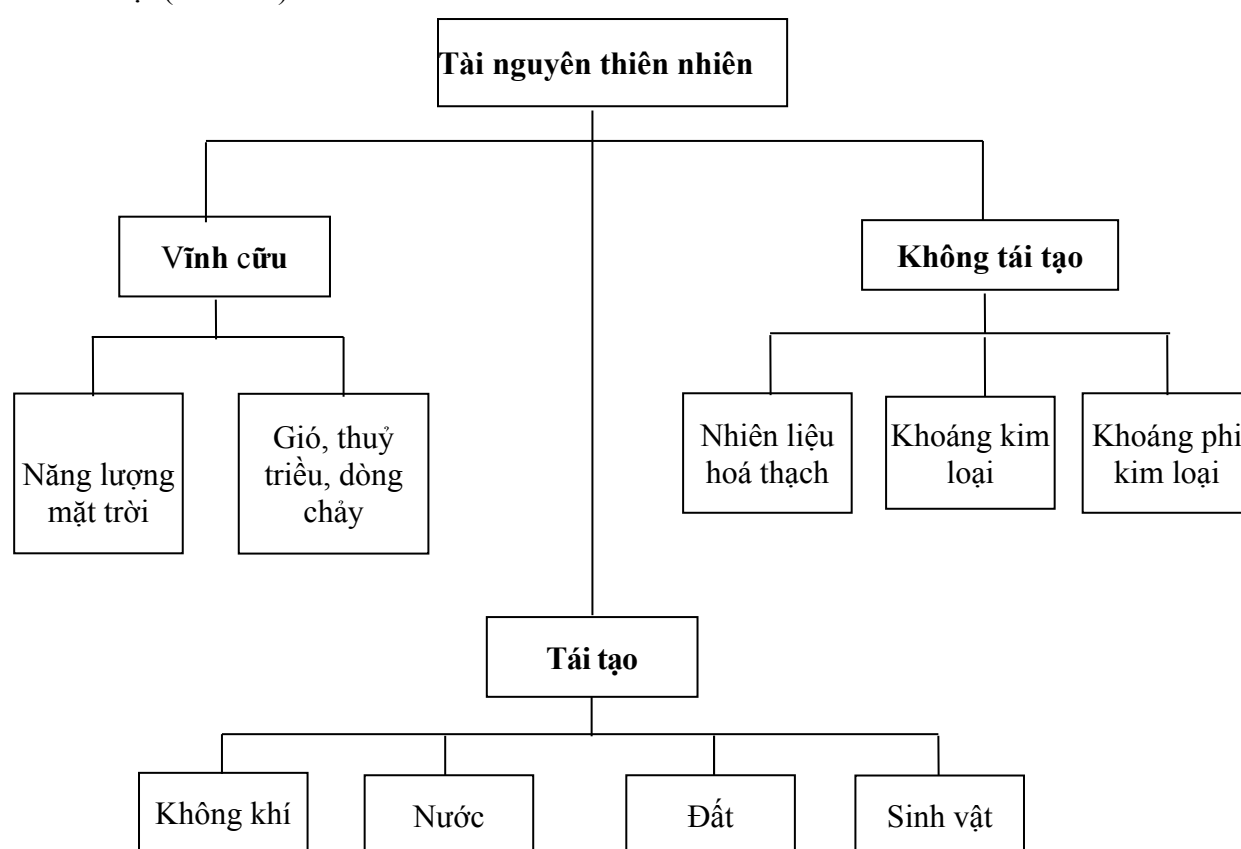 Tài nguyên thiên nhiên
Vĩnh cữu
Không tái tạo
Năng lượng
mặt trời
Gió, thuỷ
triều, dòng
chảy
Nhiên liệu
hoá thạch
Khoáng kim
loại
Khoáng phi
kim loại
Tái tạo
Không khí
Nước
Đất
Sinh vật